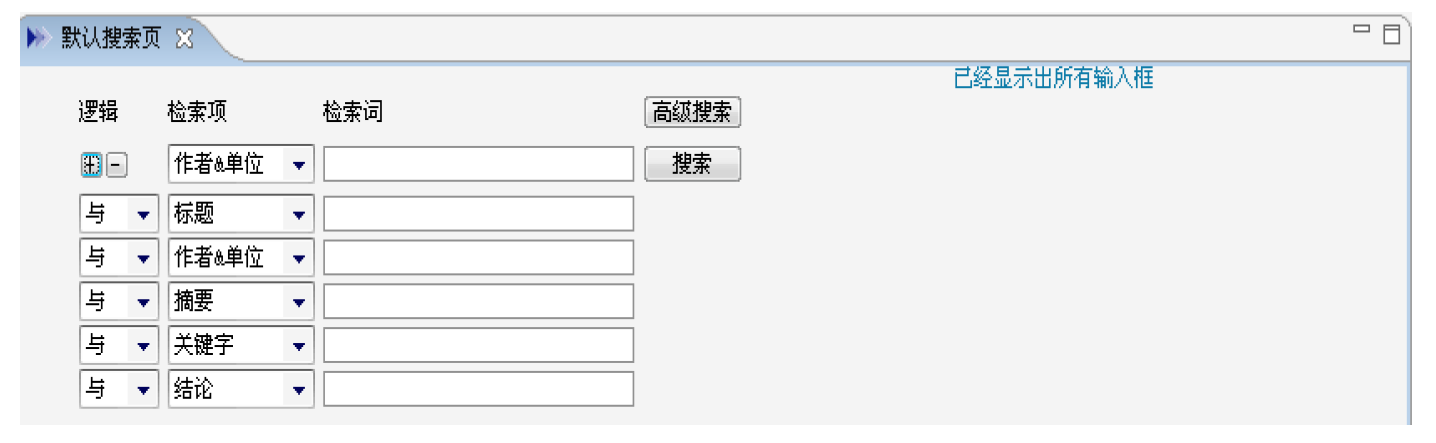 默认搜索页
已经显示出所有输入框
逻辑 检索项 检索词 高级搜索
+ - 作者&单位 搜索
与 标题
与 作者&单位
与 摘要
与 关键字
与 结论